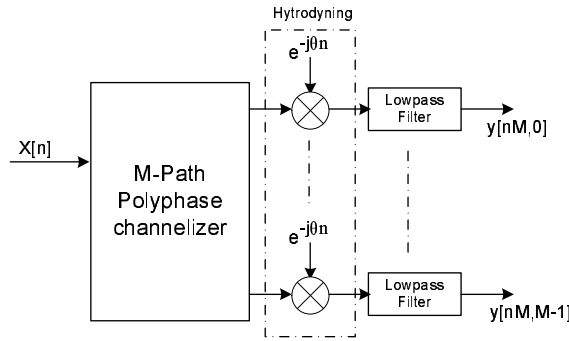 Hytrodyning
e-jθn
Lowpass
Filter
y[nM,0]
X[n]
M-Path
Polyphase
channelizer
e-jθn
Lowpass
Filter
y[nM,M-1]